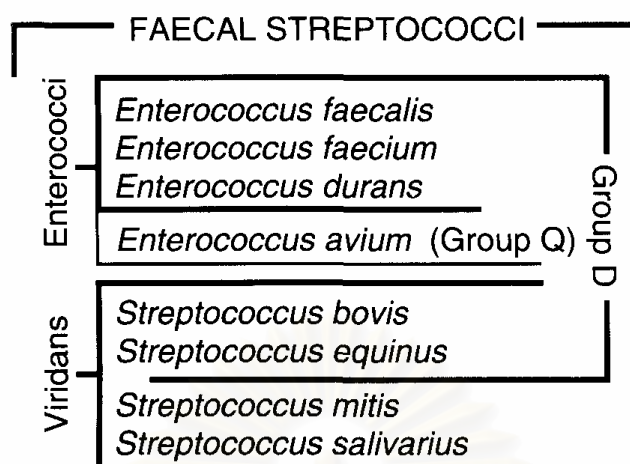 FAECAL STREPTOCOCCI
Enterococci
Enterococcus faecalis
Enterococcus faecium
Enterococcus durans
Enterococcus avium (Group Q)
Group D
Viridans
Streptococcus bovis
Streptococcus equinus
Streptococcus mitis
Streptococcus salivarius